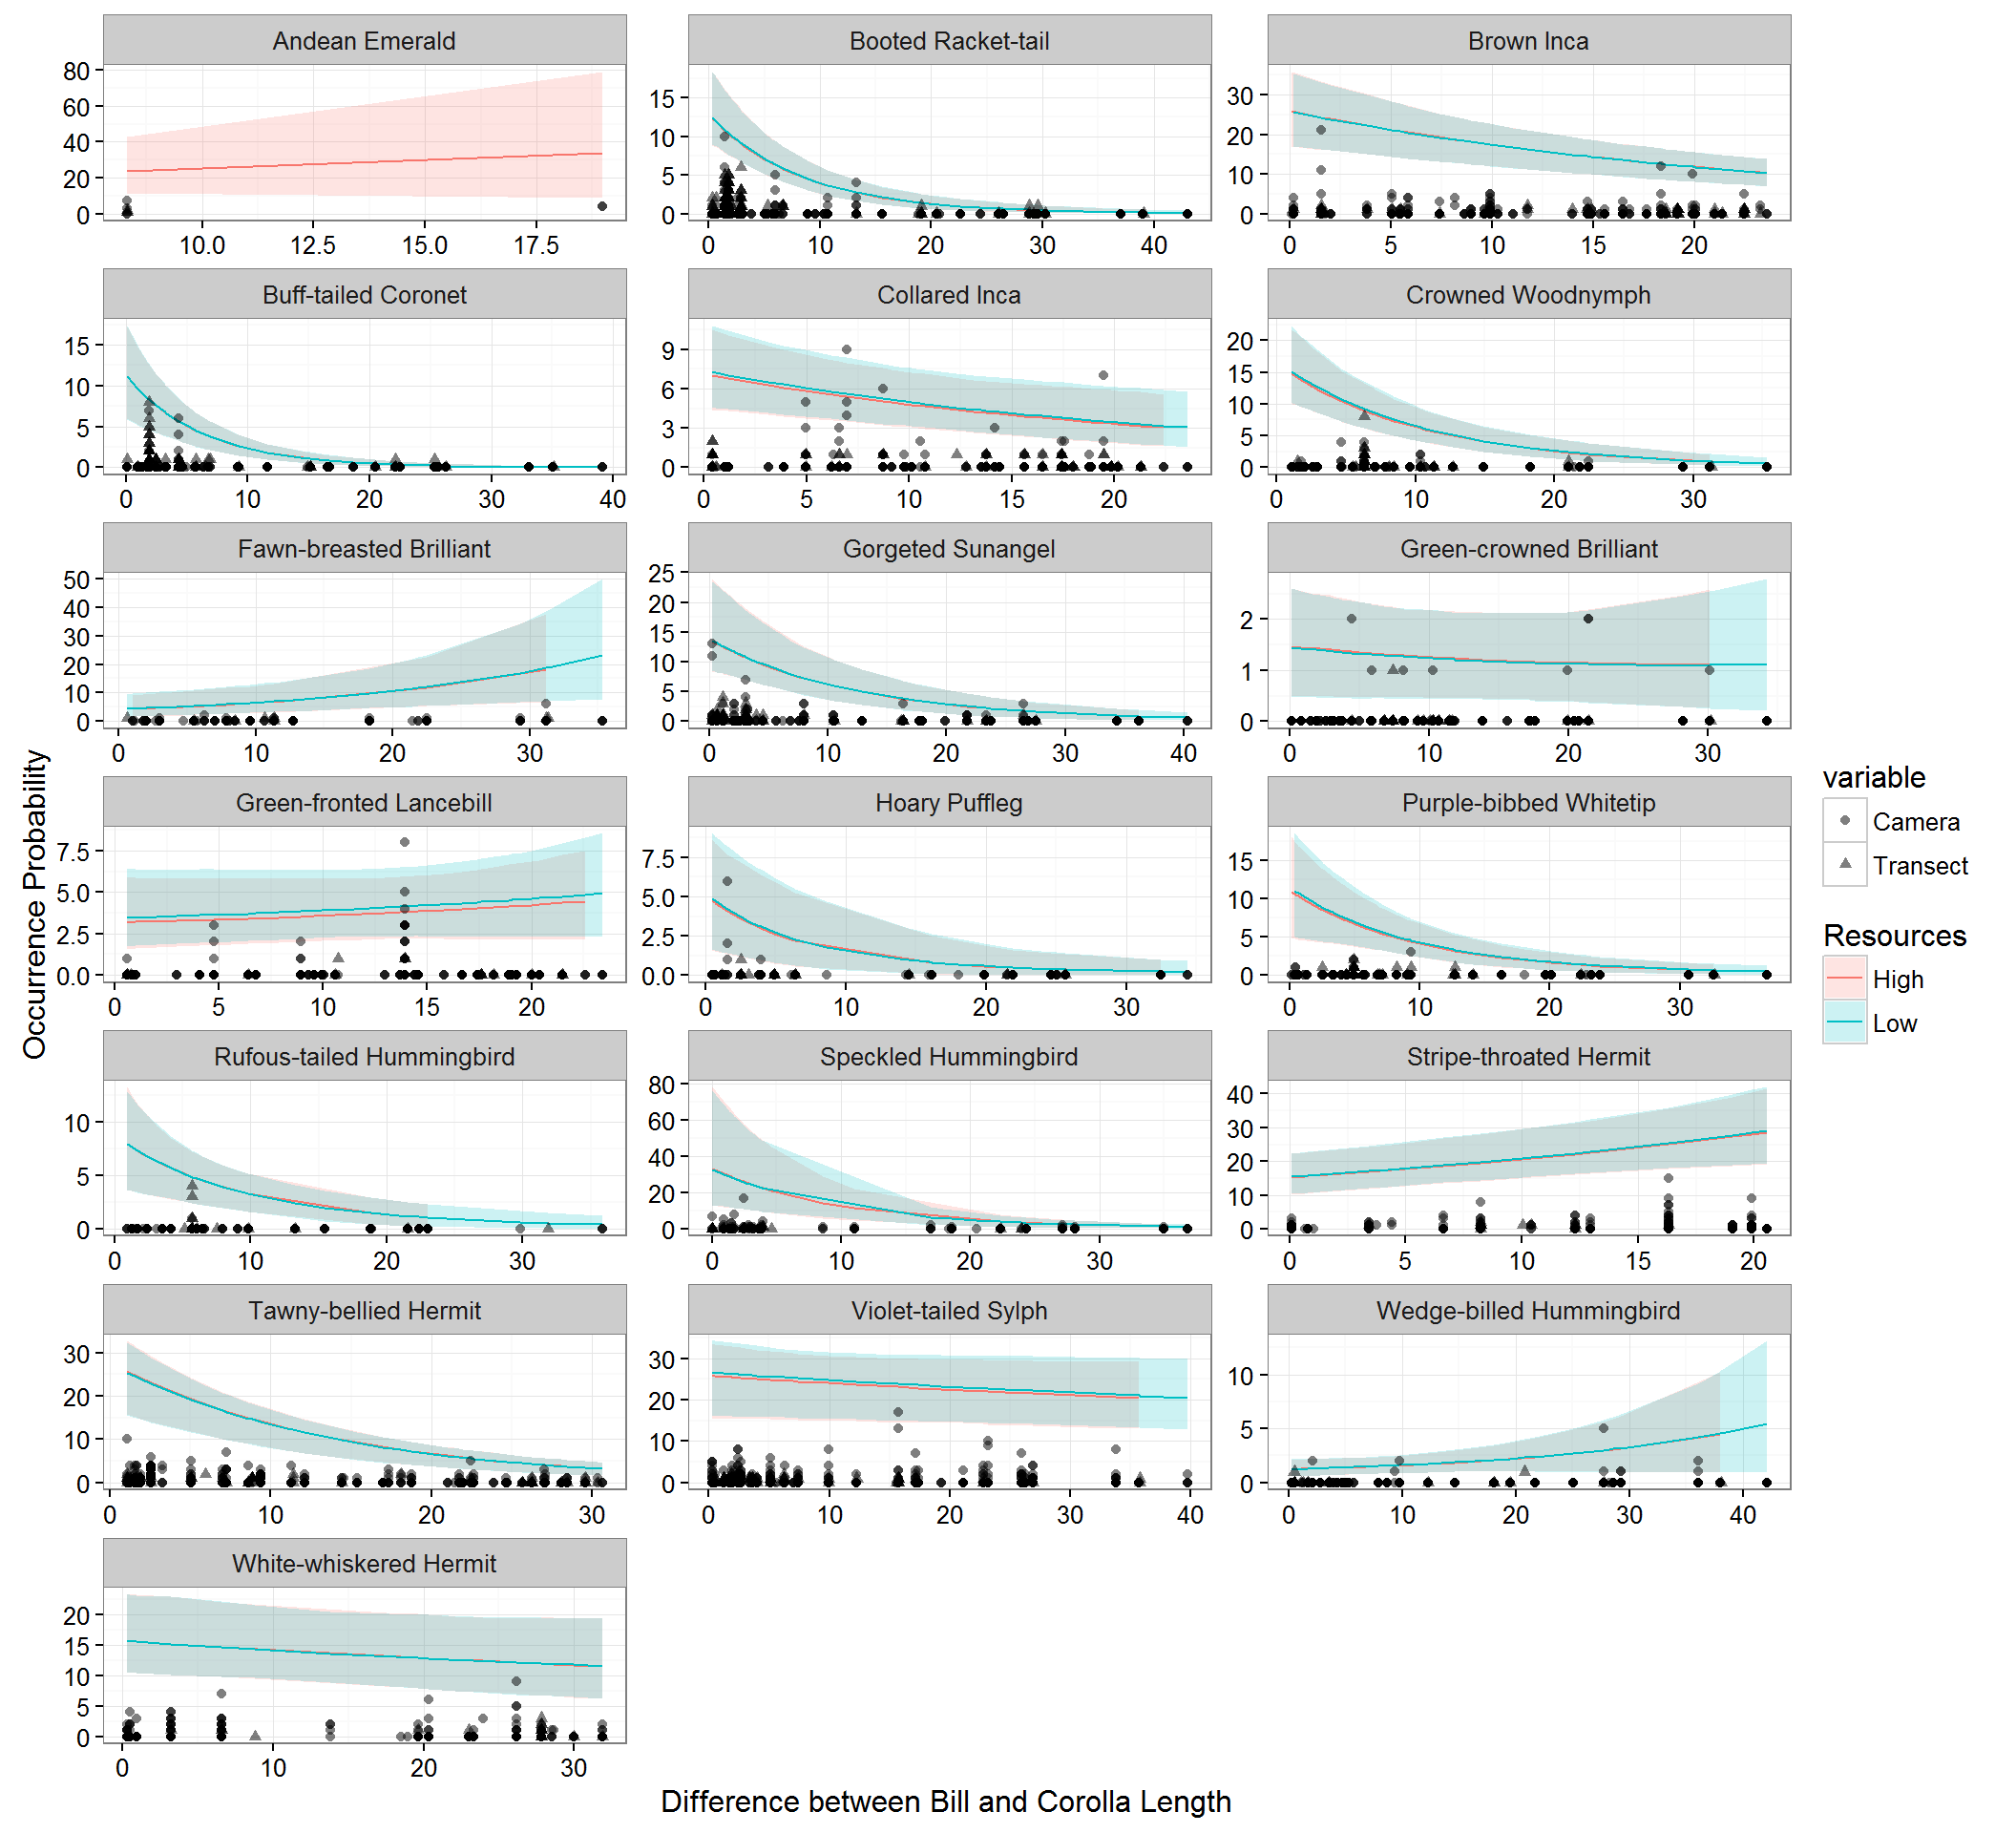 Andean Emerald
Booted Racket-tail
Brown Inca
80
60
40
20
0
10.0 12.5 15.0 17.5
15
10
5
0
0 10 20 30 40
30
20
10
0
0 5 10 15 20
Buff-tailed Coronet
Collared Inca
Crowned Woodnymph
15
10
5
0
0 10 20 30 40
9
6
3
0
0 5 10 15 20
20
15
10
5
0
0 10 20 30
Fawn-breasted Brilliant
Gorgeted Sunangel
Green-crowned Brilliant
50
40
30
20
10
0
0 10 20 30
25
20
15
10
5
0
0 10 20 30 40
2
1
0
0 10 20 30
Green-fronted Lancebill
Hoary Puffleg
Purple-bibbed Whitetip
7.5
5.0
2.5
0.0
0 5 10 15 20
7.5
5.0
2.5
0.0
0 10 20 30
15
10
5
0
0 10 20 30
Rufous-tailed Hummingbird
Speckled Hummingbird
Stripe-throated Hermit
10
5
0
0 10 20 30
80
60
40
20
0
0 10 20 30
40
30
20
10
0
0 5 10 15 20
Tawny-bellied Hermit
Violet-tailed Sylph
Wedge-billed Hummingbird
30
20
10
0
0 10 20 30
30
20
10
0
0 10 20 30 40
10
5
0
0 10 20 30 40
White-whiskered Hermit
20
15
10
5
0
0 10 20 30
Occurrence Probability
Difference between Bill and Corolla Length
variable
Camera
Transect
Resources
High
Low